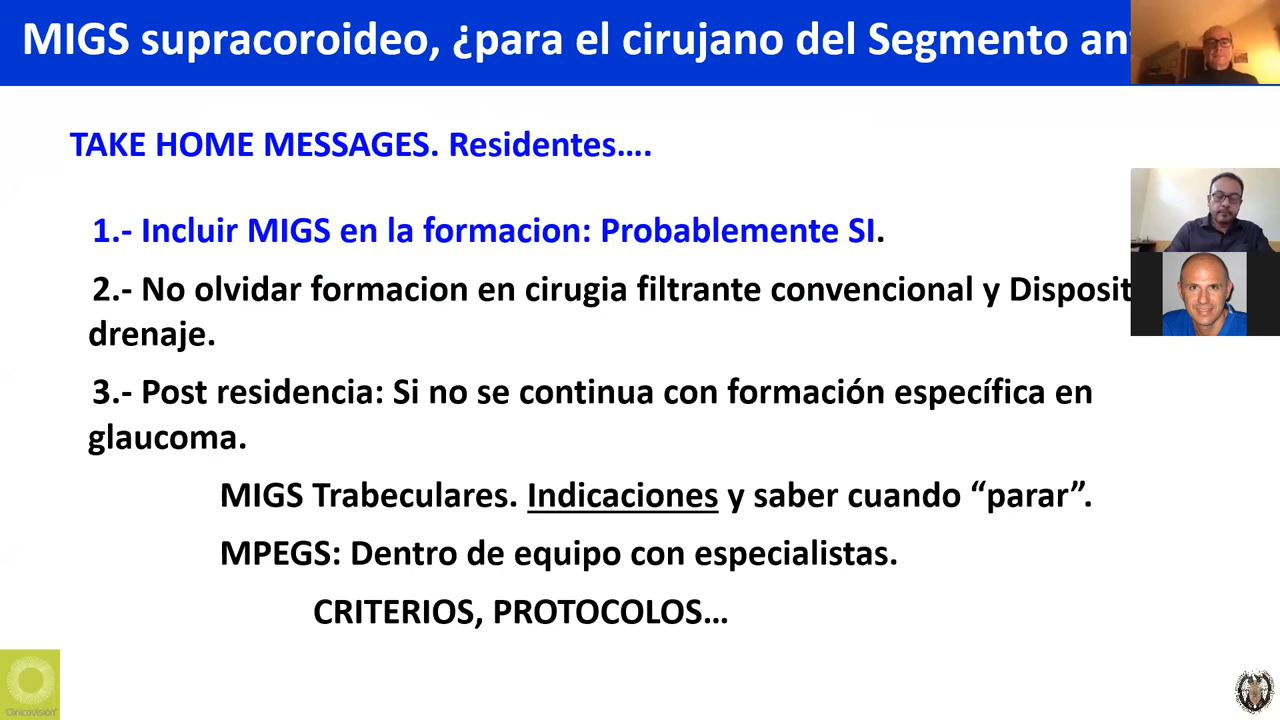 MIGS supracoroideo, ¿para el cirujano del Segmento an
TAKE HOME MESSAGES. Residentes….
1.- Incluir MIGS en la formacion: Probablemente SI.
2.- No olvidar formacion en cirugia filtrante convencional y Disposit
drenaje.
3.- Post residencia: Si no se continua con formación específica en
glaucoma.
MIGS Trabeculares. Indicaciones y saber cuando “parar”.
MPEGS: Dentro de equipo con especialistas.
CRITERIOS, PROTOCOLOS…
ClínicaVisión